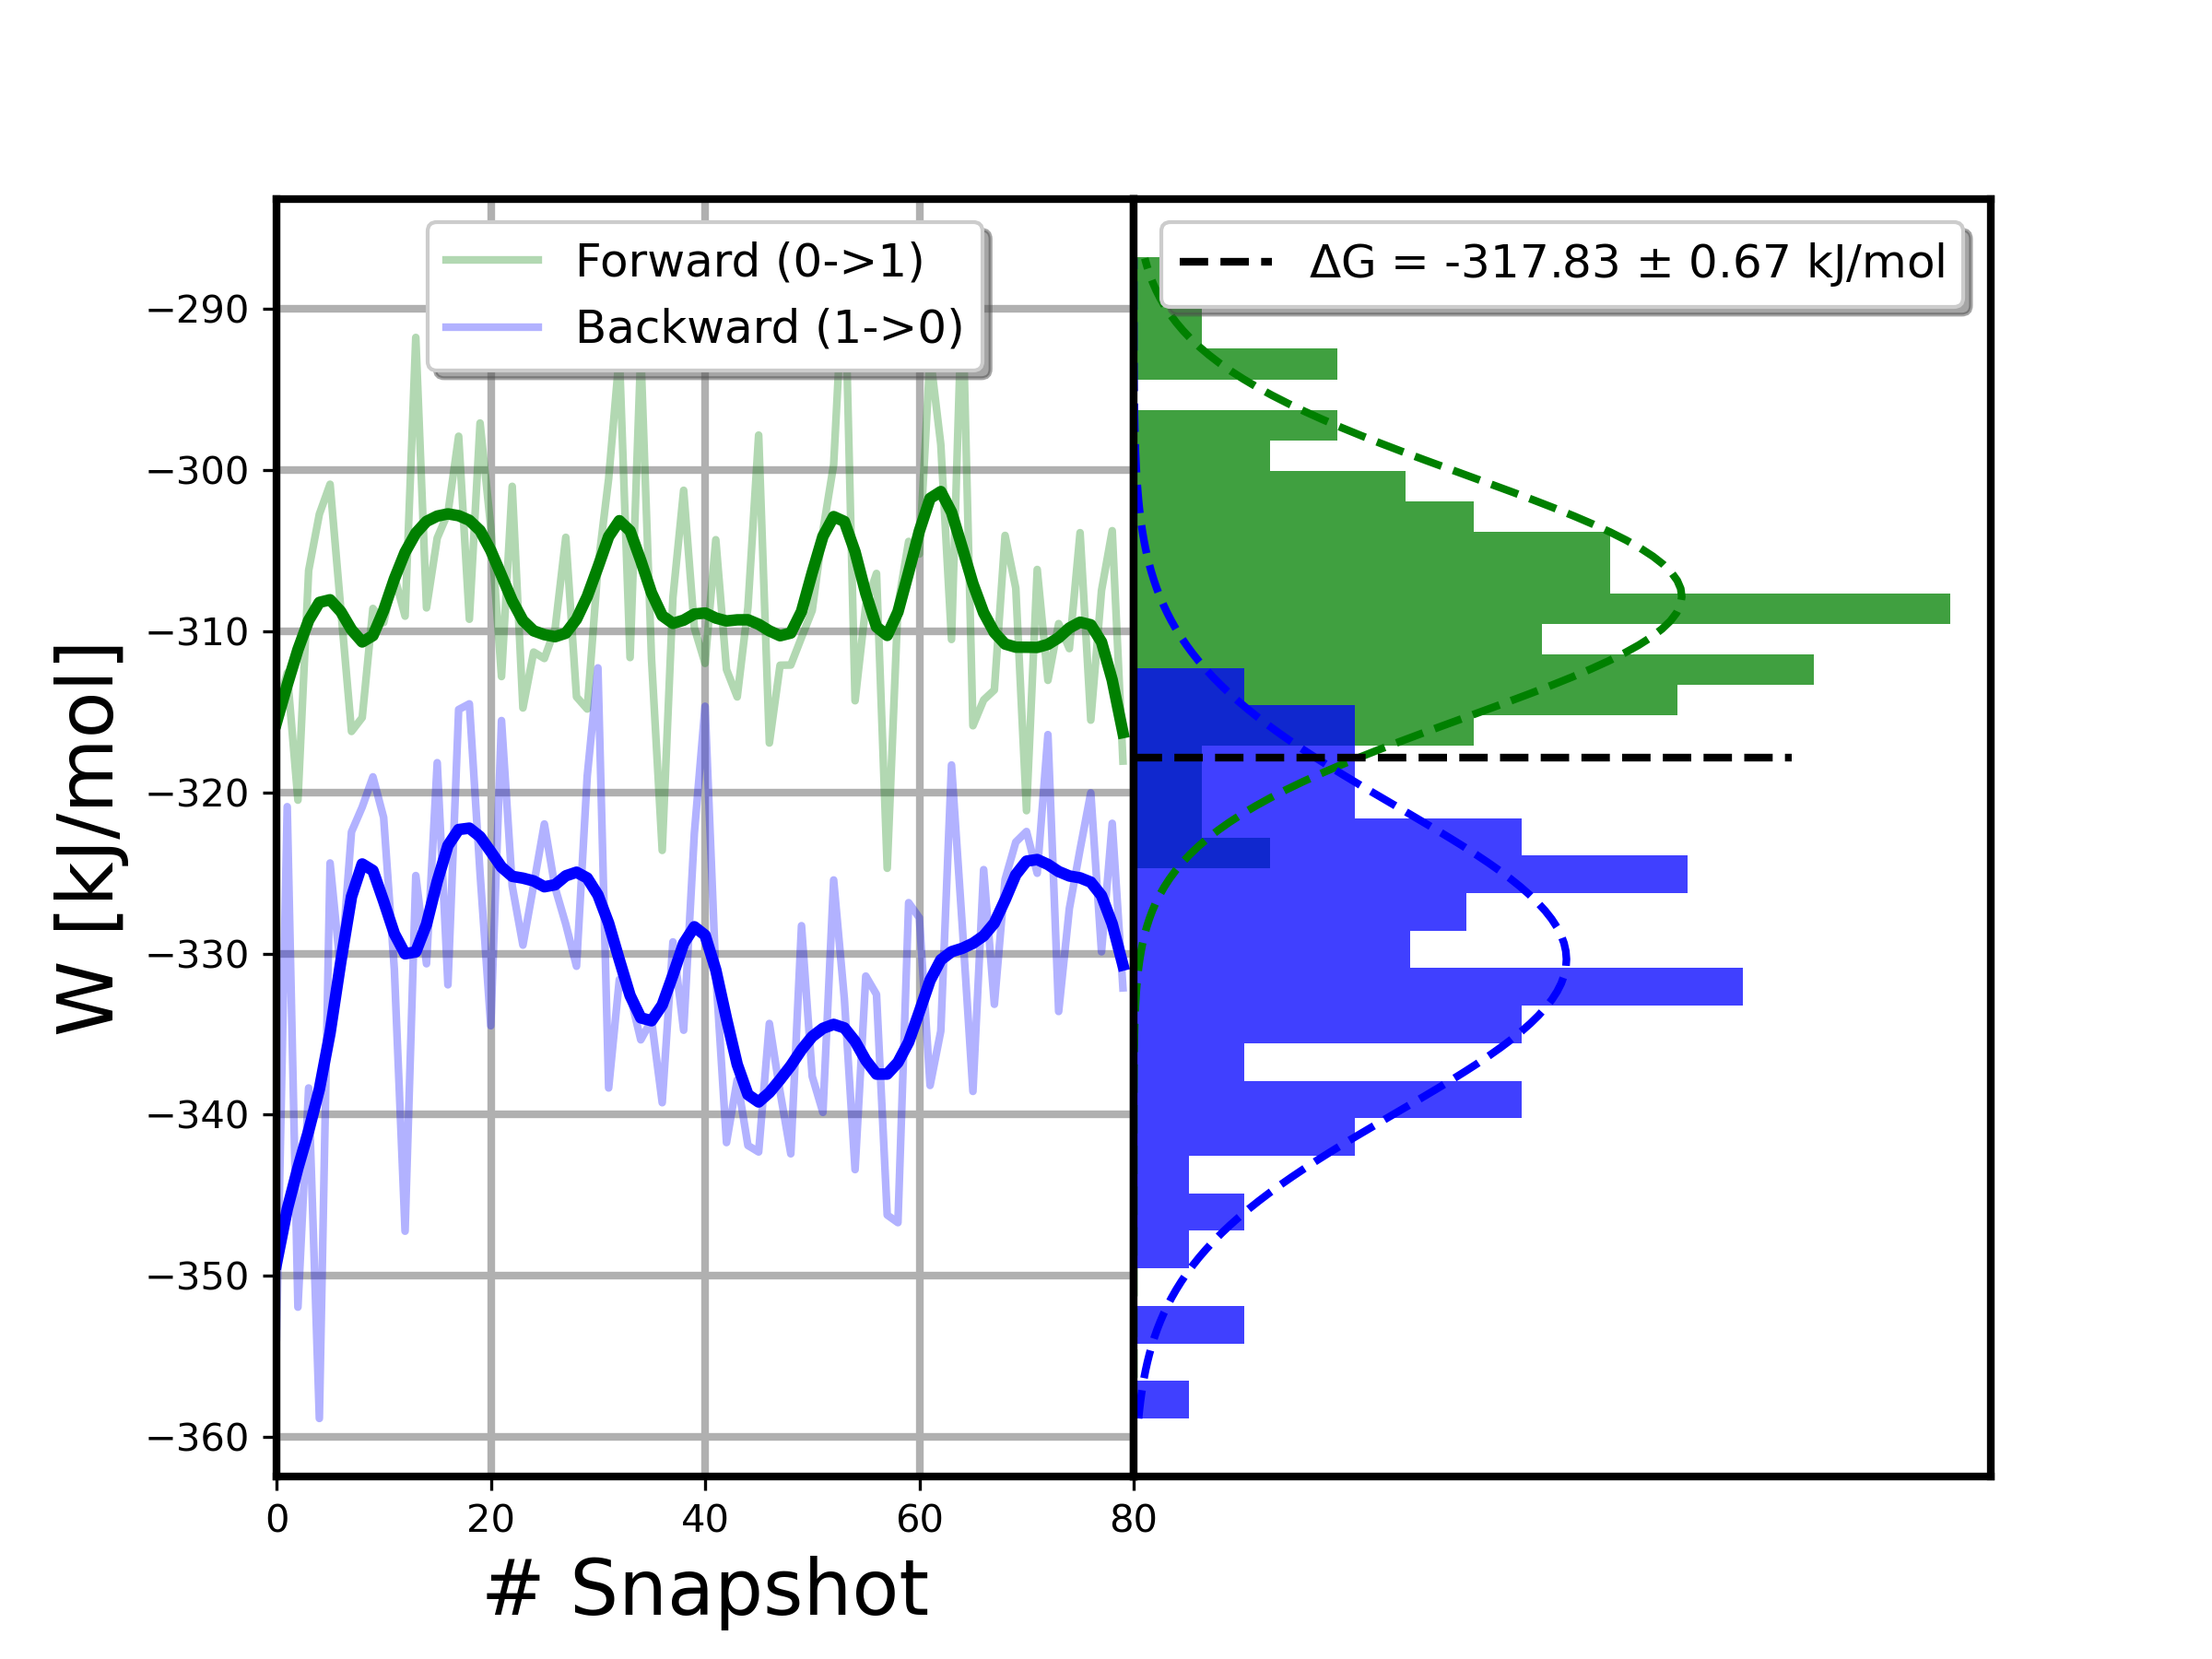 Forward (0->1)
Backward (1->0)
ΔG = -317.83 ± 0.67 kJ/mol
−290
−300
−310
−320
−330
−340
−350
−360
W [kJ/mol]
0 20 40 60 80
# Snapshot